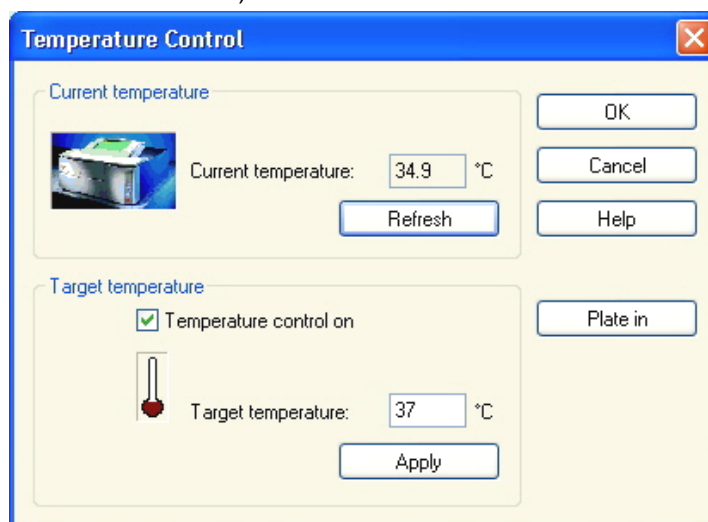 Temperature Control
Current temperature
Current temperature: 34.9 °C
Refresh
OK
Cancel
Help
Target temperature
Temperature control on
Target temperature: 37 °C
Apply
Plate in